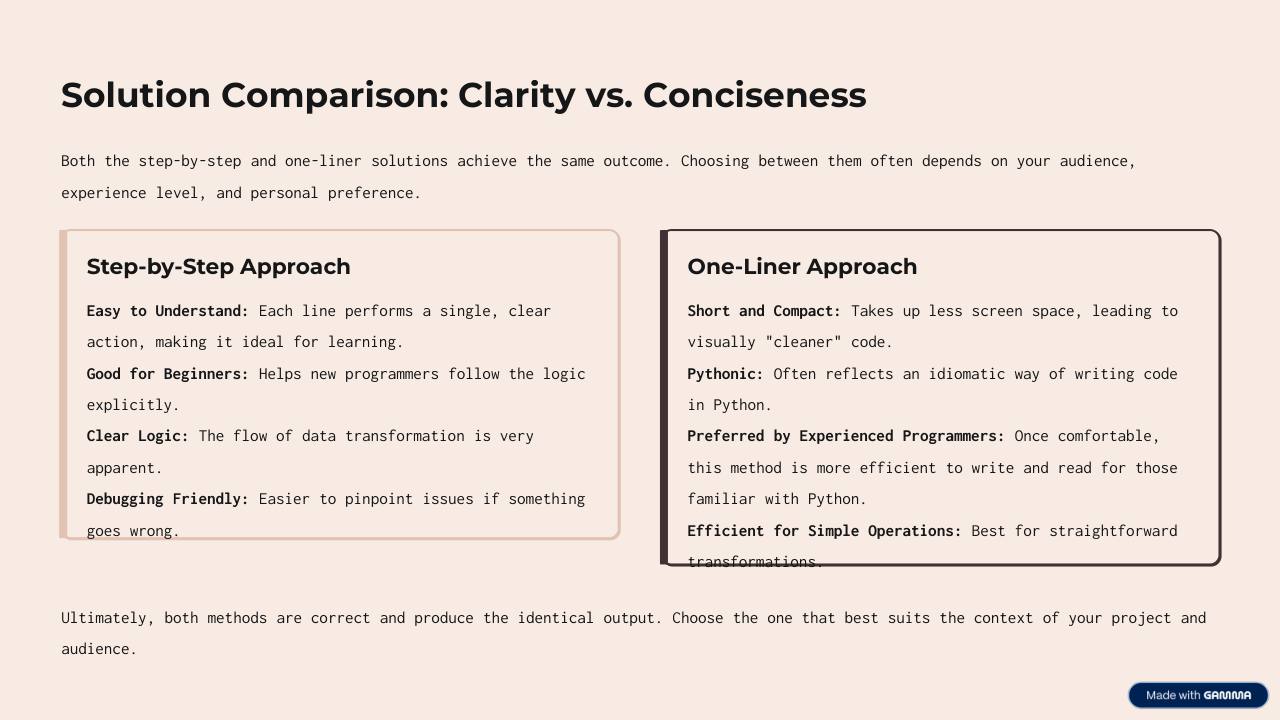 Solution Comparison: Clarity vs. Conciseness
Both the step-by-step and one-liner solutions achieve the same outcome. Choosing between them often depends on your audience,
experience level, and personal preference.
Step-by-Step Approach
Easy to Understand: Each line performs a single, clear
action, making it ideal for learning.
Good for Beginners: Helps new programmers follow the logic
explicitly.
Clear Logic: The flow of data transformation is very
apparent.
Debugging Friendly: Easier to pinpoint issues if something
goes wrong.
One-Liner Approach
Short and Compact: Takes up less screen space, leading to
visually "cleaner" code.
Pythonic: Often reflects an idiomatic way of writing code
in Python.
Preferred by Experienced Programmers: Once comfortable,
this method is more efficient to write and read for those
familiar with Python.
Efficient for Simple Operations: Best for straightforward
transformations.
Ultimately, both methods are correct and produce the identical output. Choose the one that best suits the context of your project and
audience.
Made with GAMMA